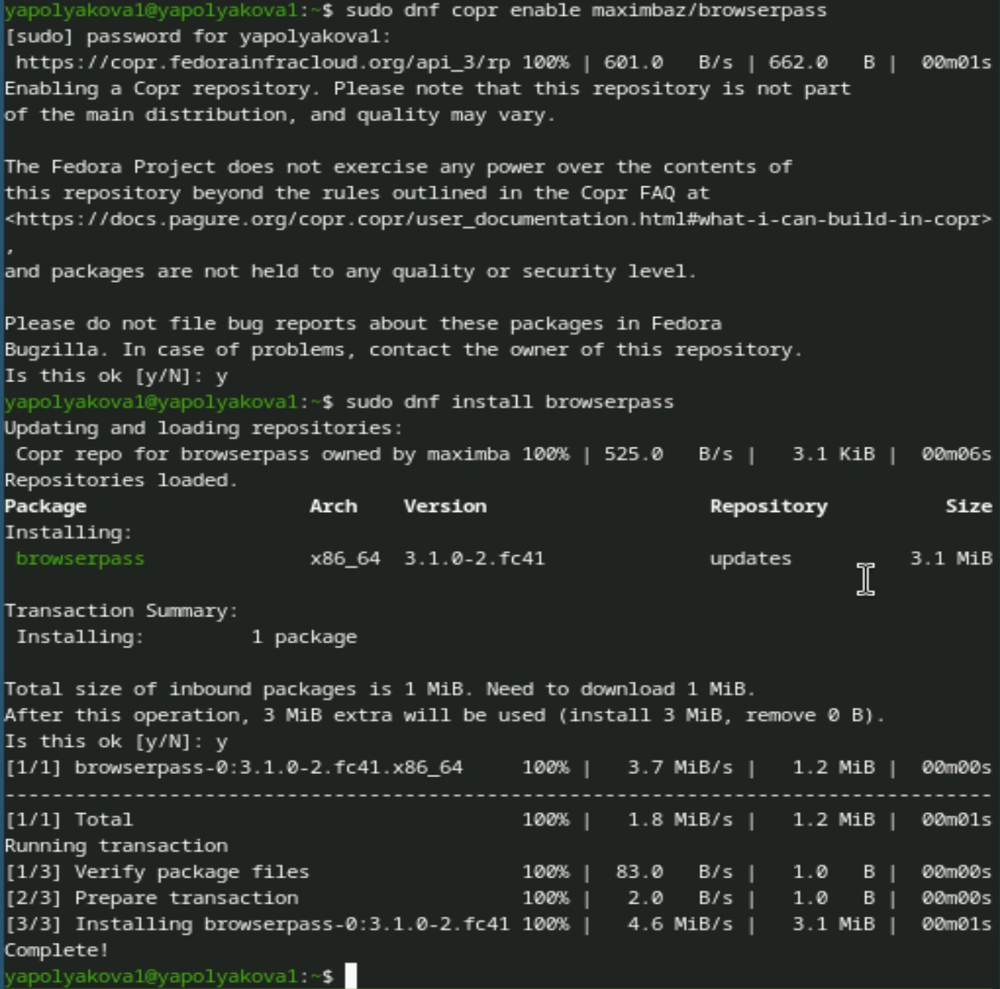 yapolyakova1@yapolyakova1:~$ sudo dnf copr enable maximbaz/browserpass
[sudo] password for yapolyakova1:
 https://copr.fedorainfracloud.org/api_3/rp 100% | 601.0   B/s | 662.0   B |  00m01s
Enabling a Copr repository. Please note that this repository is not part
of the main distribution, and quality may vary.

The Fedora Project does not exercise any power over the contents of
this repository beyond the rules outlined in the Copr FAQ at
<https://docs.pagure.org/copr.copr/user_documentation.html#what-i-can-build-in-copr>
,
and packages are not held to any quality or security level.

Please do not file bug reports about these packages in Fedora
Bugzilla. In case of problems, contact the owner of this repository.
Is this ok [y/N]: y
yapolyakova1@yapolyakova1:~$ sudo dnf install browserpass
Updating and loading repositories:
 Copr repo for browserpass owned by maximba 100% | 525.0   B/s |   3.1 KiB |  00m06s
Repositories loaded.
Package                   Arch    Version                   Repository          Size
Installing:
 browserpass              x86_64  3.1.0-2.fc41              updates          3.1 MiB

Transaction Summary:
 Installing:         1 package

Total size of inbound packages is 1 MiB. Need to download 1 MiB.
After this operation, 3 MiB extra will be used (install 3 MiB, remove 0 B).
Is this ok [y/N]: y
[1/1] browserpass-0:3.1.0-2.fc41.x86_64     100% |   3.7 MiB/s |   1.2 MiB |  00m00s
------------------------------------------------------------------------------------
[1/1] Total                                 100% |   1.8 MiB/s |   1.2 MiB |  00m01s
Running transaction
[1/3] Verify package files                  100% |  83.0   B/s |   1.0   B |  00m00s
[2/3] Prepare transaction                   100% |   2.0   B/s |   1.0   B |  00m00s
[3/3] Installing browserpass-0:3.1.0-2.fc41 100% |   4.6 MiB/s |   3.1 MiB |  00m01s
Complete!
yapolyakova1@yapolyakova1:~$